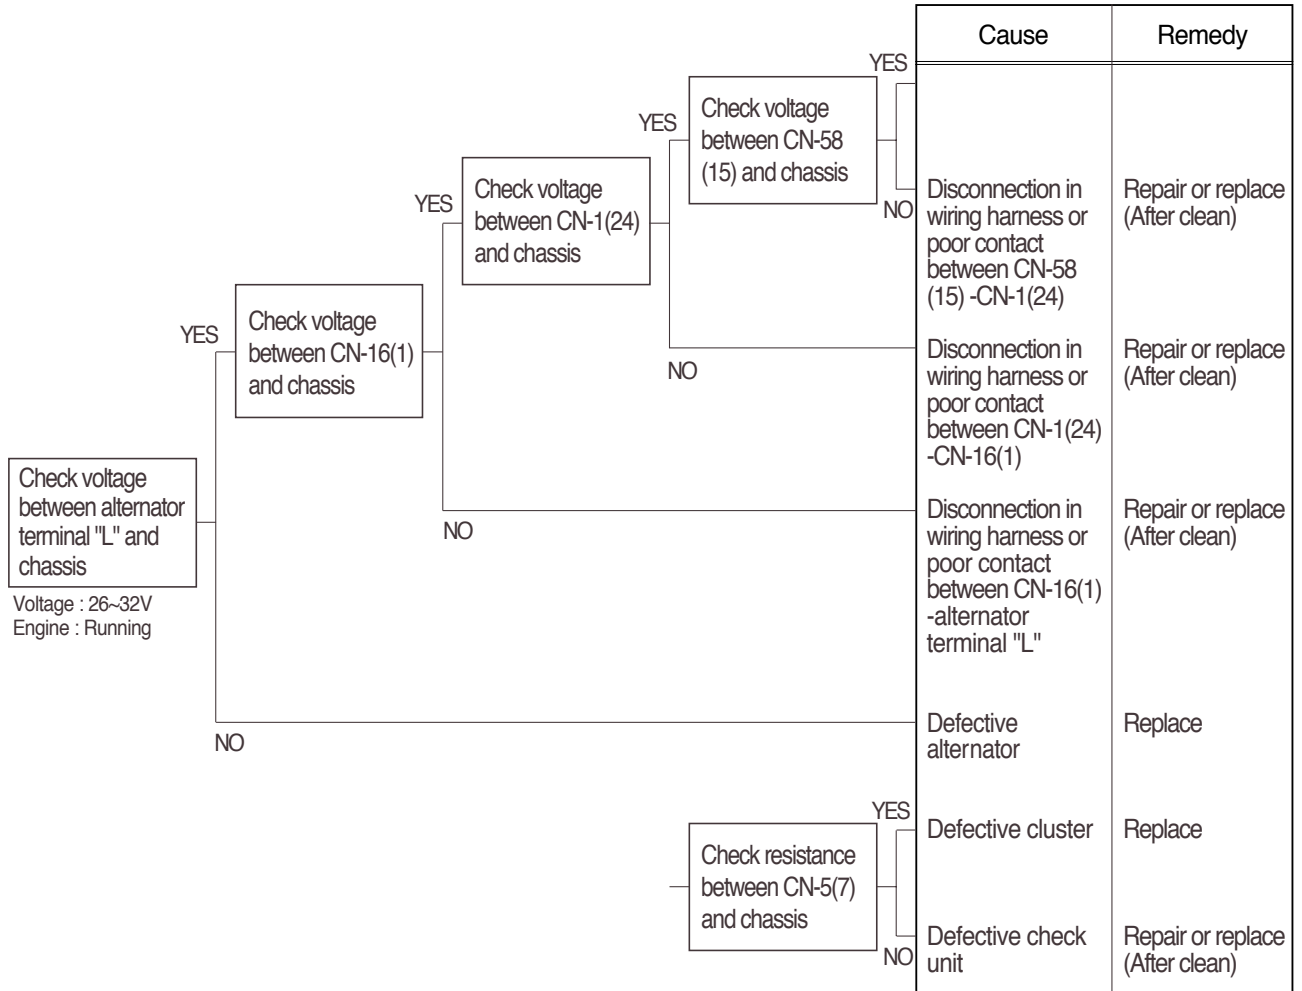 Cause
Remedy
YES
Check voltage
between CN-58
(15) and chassis
YES
NO
Disconnection in
wiring harness or
poor contact
between CN-58
(15) -CN-1(24)
Repair or replace
(After clean)
Check voltage
between CN-1(24)
and chassis
YES
NO
Disconnection in
wiring harness or
poor contact
between CN-1(24)
-CN-16(1)
Repair or replace
(After clean)
Check voltage
between CN-16(1)
and chassis
YES
NO
Disconnection in
wiring harness or
poor contact
between CN-16(1)
-alternator
terminal "L"
Repair or replace
(After clean)
Check voltage
between alternator
terminal "L" and
chassis
Voltage : 26~32V
Engine : Running
NO
Defective
alternator
Replace
YES
Defective cluster
Replace
Check resistance
between CN-5(7)
and chassis
NO
Defective check
unit
Repair or replace
(After clean)